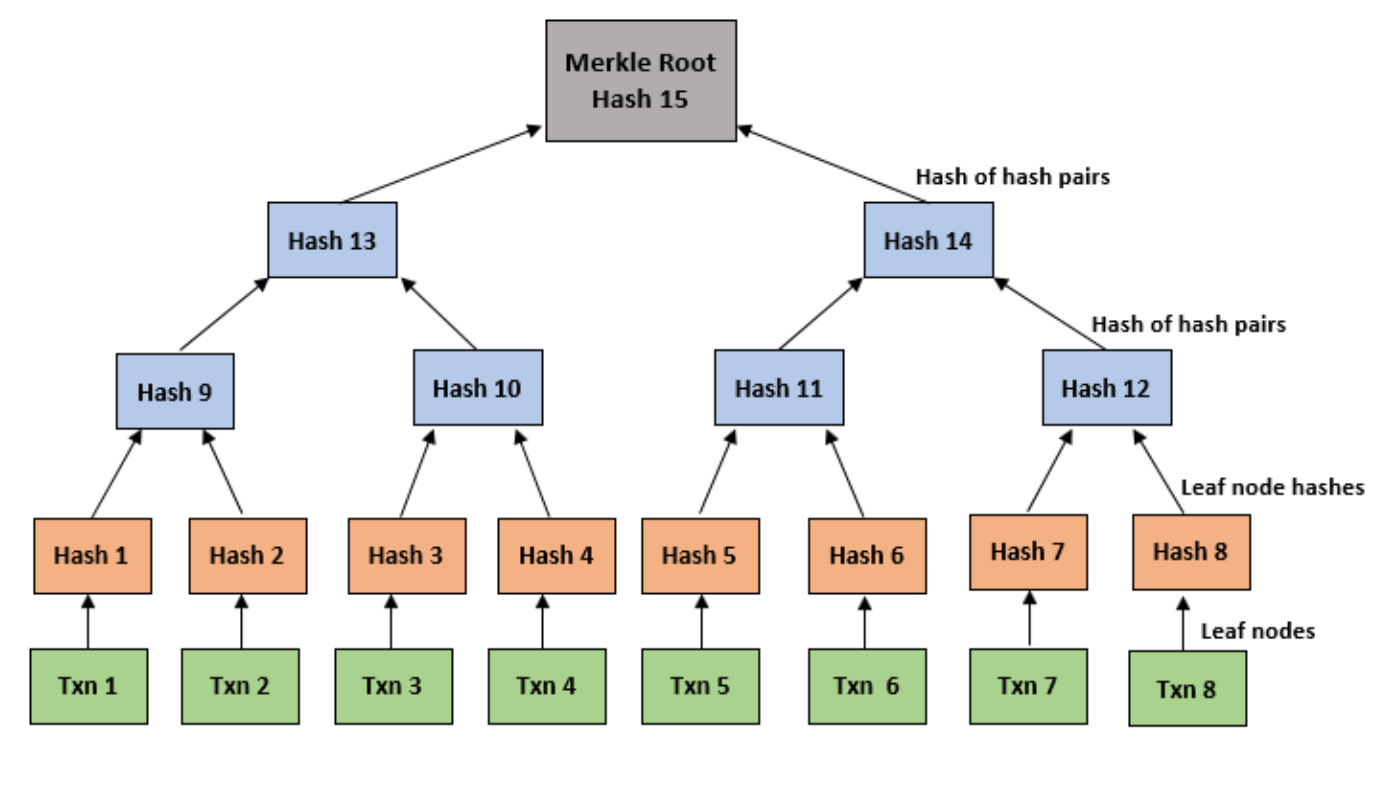 Merkle Root
Hash 15
Hash of hash pairs
Hash 13
Hash 14
Hash of hash pairs
Hash 9
Hash 10
Hash 11
Hash 12
Leaf node hashes
Hash 1
Hash 2
Hash 3
Hash 4
Hash 5
Hash 6
Hash 7
Hash 8
Leaf nodes
Txn 1
Txn 2
Txn 3
Txn 4
Txn 5
Txn 6
Txn 7
Txn 8